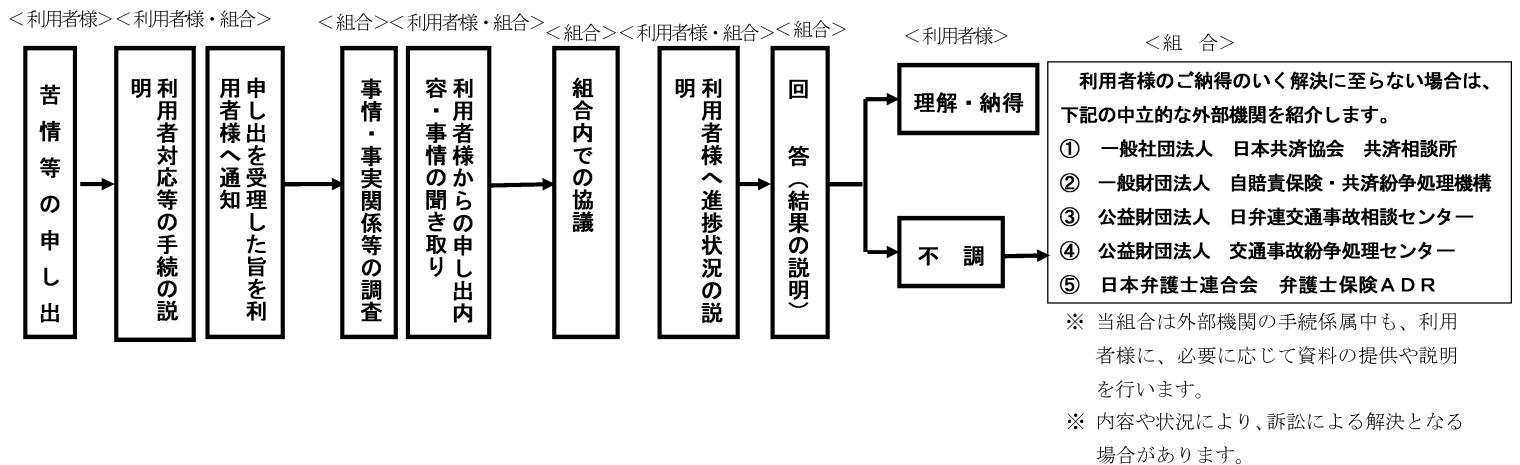 ＜利用者様＞
苦情等の申し出
＜利用者様・組合＞
利用者対応等の手続の説
明
申し出を受理した旨を利
用者様へ通知
＜組合＞
事情・事実関係等の調査
＜利用者様・組合＞
利用者様からの申し出内
容・事情の聞き取り
＜組合＞
組合内での協議
＜利用者様・組合＞
利用者様へ進捗状況の説
明
＜組合＞
回　答（結果の説明）
＜利用者様＞
理解・納得
不　調
＜組　合＞
利用者様のご納得のいく解決に至らない場合は、
下記の中立的な外部機関を紹介します。
①　一般社団法人　日本共済協会　共済相談所
②　一般財団法人　自賠責保険・共済紛争処理機構
③　公益財団法人　日弁連交通事故相談センター
④　公益財団法人　交通事故紛争処理センター
⑤　日本弁護士連合会　弁護士保険ＡＤＲ
※ 当組合は外部機関の手続係属中も、利用
者様に、必要に応じて資料の提供や説明
を行います。
※ 内容や状況により、訴訟による解決となる
場合があります。